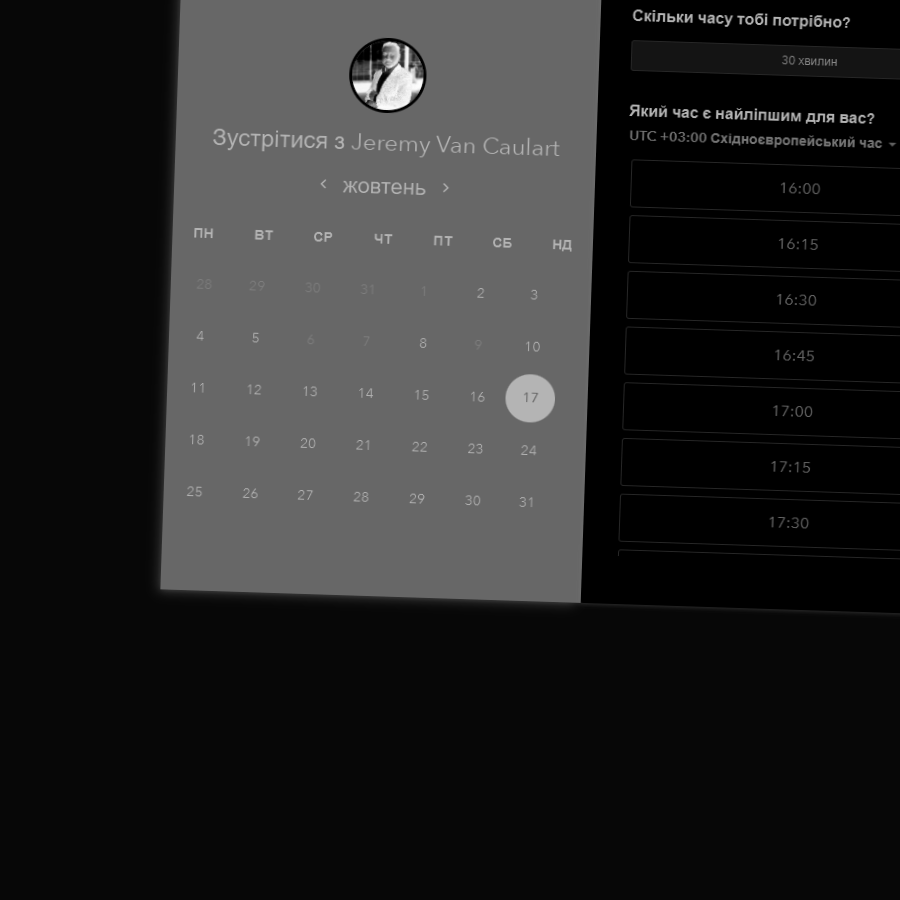 Зустрітися з Jeremy Van Caulart
жовтень
ПН ВТ СР ЧТ ПТ СБ НД
28 29 30 31 1 2 3
4 5 6 7 8 9 10
11 12 13 14 15 16 17
18 19 20 21 22 23 24
25 26 27 28 29 30 31
Скільки часу тобі потрібно?
30 хвилин
Який час є найліпшим для вас?
UTC +03:00 Східноєвропейський час
16:00
16:15
16:30
16:45
17:00
17:15
17:30